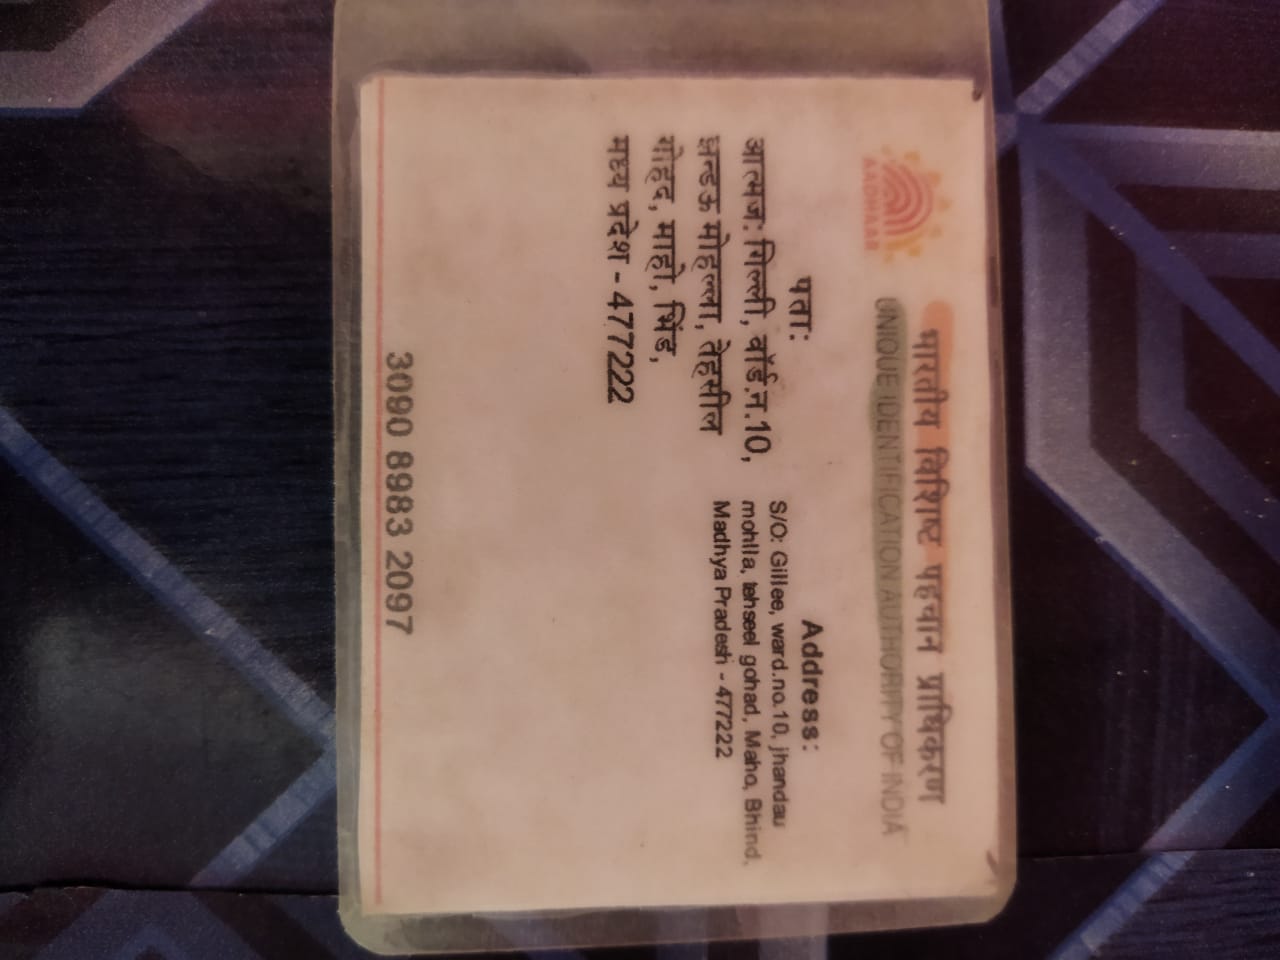 भारतीय विशिष्ट पहचान प्राधिकरण
UNIQUE IDENTIFICATION AUTHORITY OF INDIA
AADHAAR
पता:
आत्मज: गिल्ली, वॉर्ड.न.10,
झन्डऊ मोहल्ला, तेहसील
गोहद, माहो, भिंड,
मध्य प्रदेश - 477222
Address:
S/O: Gillee, ward.no.10, jhandau
mohlla, tehseel gohad, Maho, Bhind,
Madhya Pradesh - 477222
3090 8983 2097